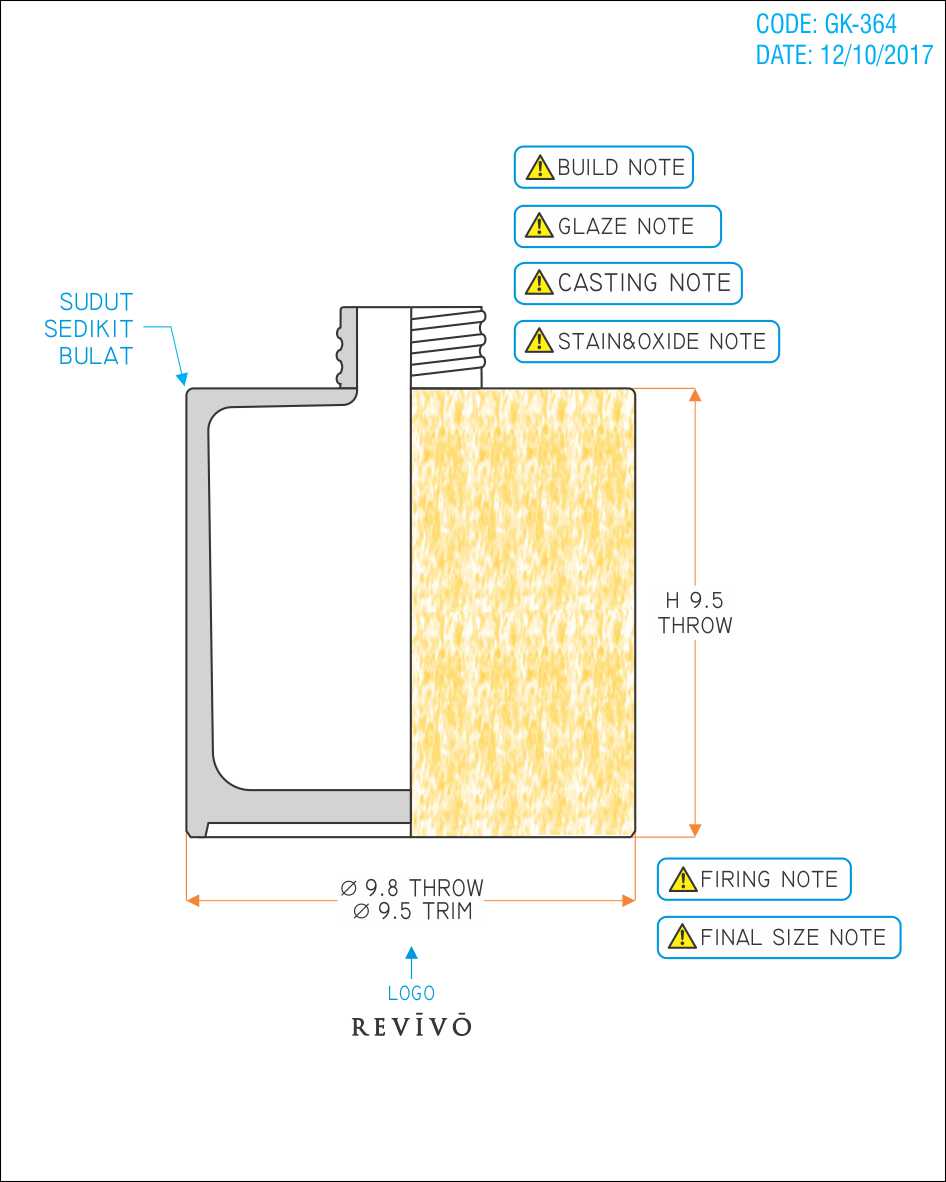 CODE: GK-364
DATE: 12/10/2017
BUILD NOTE
GLAZE NOTE
CASTING NOTE
STAIN&OXIDE NOTE
SUDUT
SEDIKIT
BULAT
H 9.5
THROW
∅ 9.8 THROW
∅ 9.5 TRIM
FIRING NOTE
FINAL SIZE NOTE
LOGO
REVĪVŌ